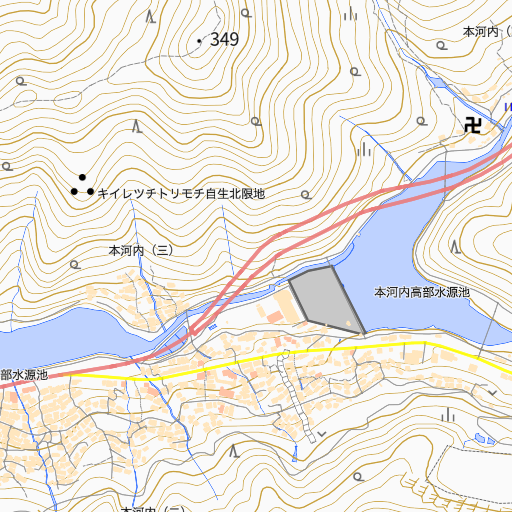 本河内（
349
キイレツチトリモチ自生北限地
本河内（三）
本河内高部水源池
部水源池
本河内（二）